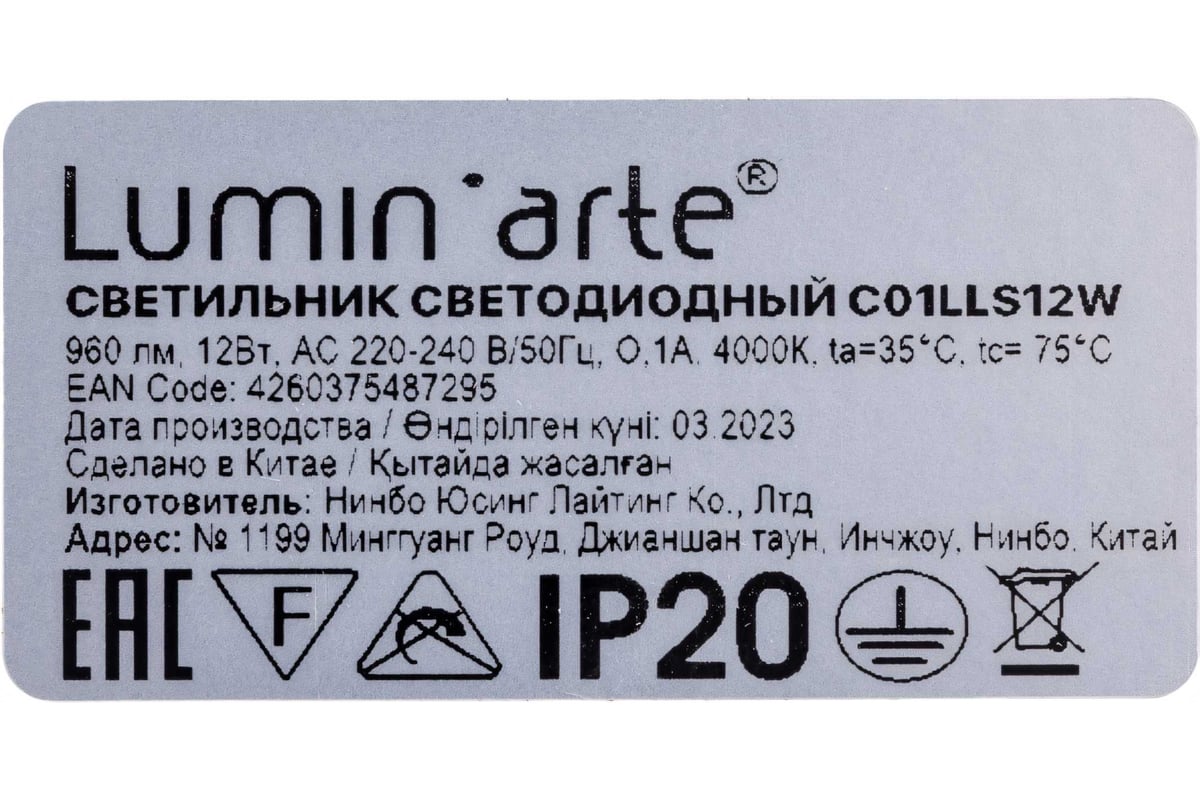 Lumin'arte®
СВЕТИЛЬНИК СВЕТОДИОДНЫЙ C01LLS12W
960 лм, 12Вт, AC 220-240 В/50Гц, 0,1А, 4000К, ta=35°C, tc= 75°C
EAN Code: 4260375487295
Дата производства / Өндірілген күні: 03.2023
Сделано в Китае / Қытайда жасалған
Изготовитель: Нинбо Юсинг Лайтинг Ко., Лтд
Адрес: № 1199 Минггуанг Роуд, Джианшан таун, Инчжоу, Нинбо, Китай
EAC F IP20